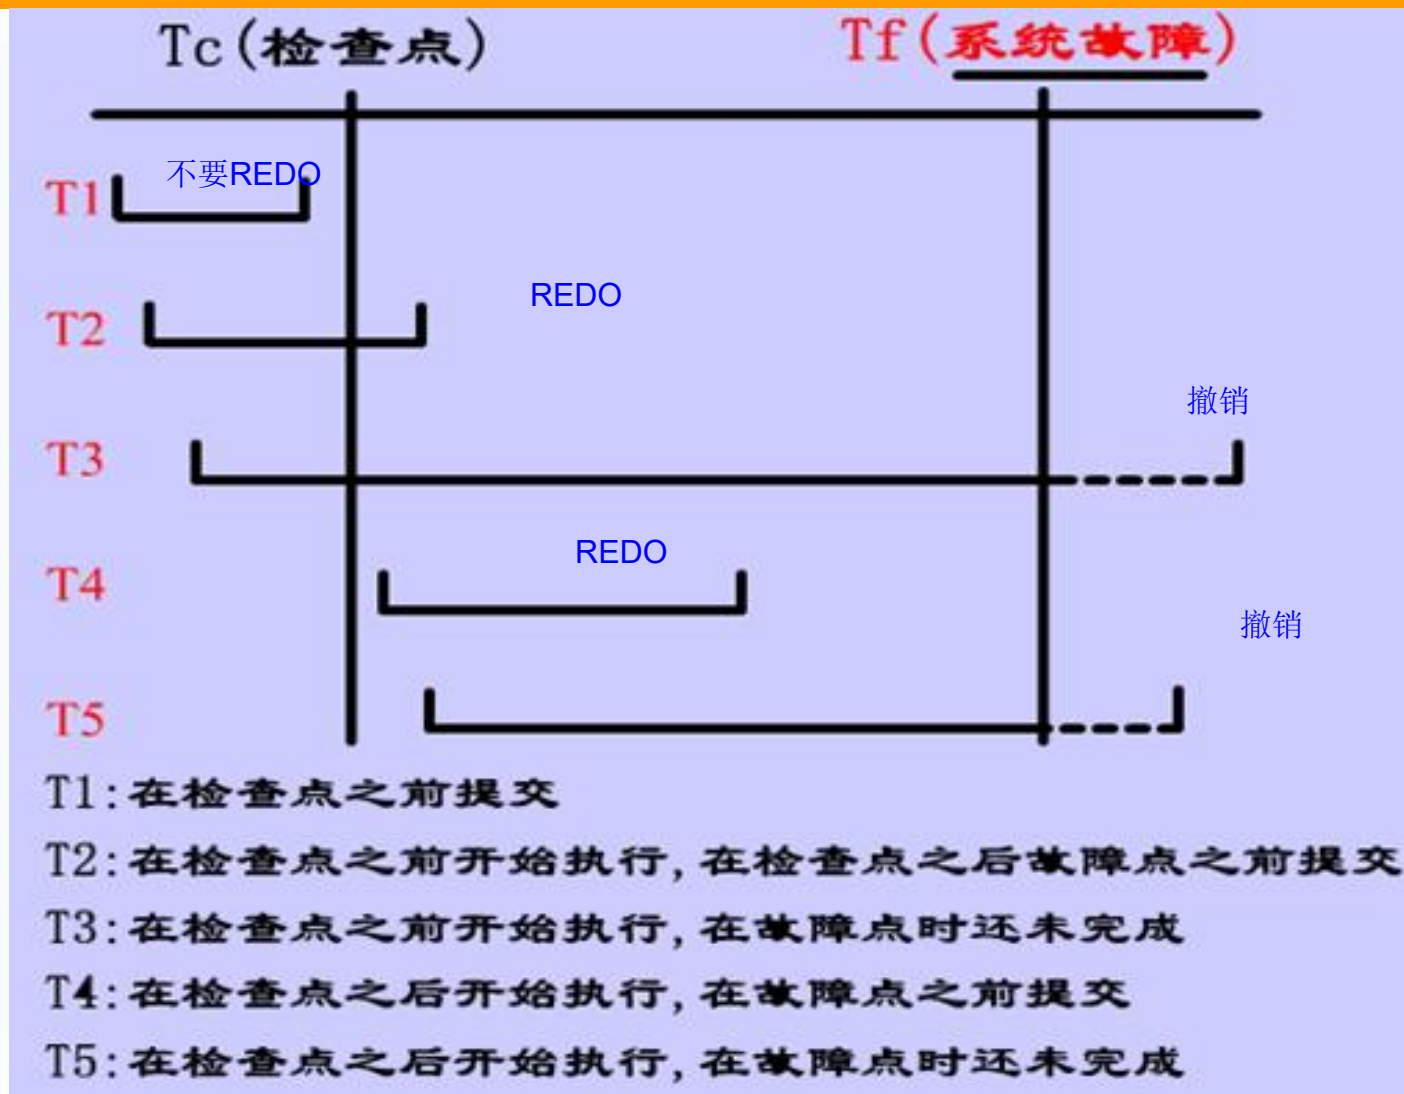 Tc(检查点)
Tf(系统故障)
不要REDO
T1
REDO
T2
撤销
T3
REDO
T4
撤销
T5
T1:在检查点之前提交
T2:在检查点之前开始执行,在检查点之后故障点之前提交
T3:在检查点之前开始执行,在故障点时还未完成
T4:在检查点之后开始执行,在故障点之前提交
T5:在检查点之后开始执行,在故障点时还未完成